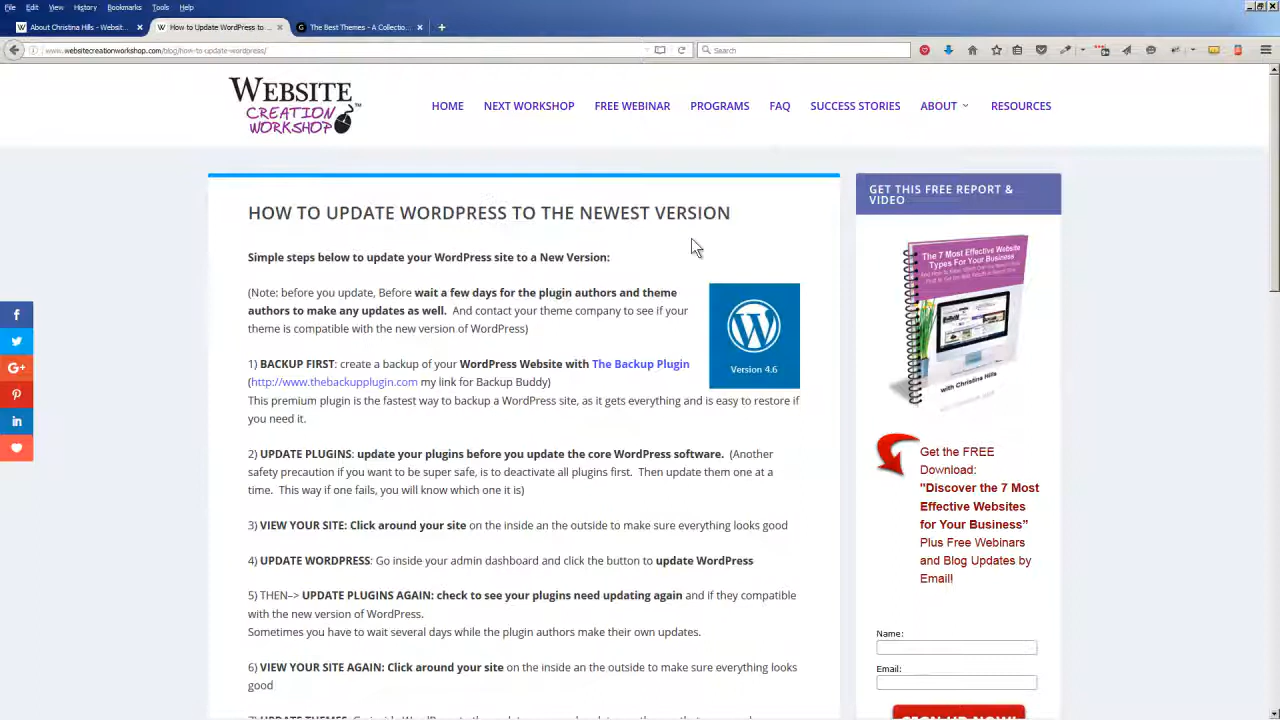 File Edit View History Bookmarks Tools Help
About Christina Hills - Websit...
How to Update WordPress to ...
The Best Themes - A Collectio...
www.websitecreationworkshop.com/blog/how-to-update-wordpress/
Search
WEBSITE
CREATION
WORKSHOP™
HOME NEXT WORKSHOP FREE WEBINAR PROGRAMS FAQ SUCCESS STORIES ABOUT RESOURCES
HOW TO UPDATE WORDPRESS TO THE NEWEST VERSION
Simple steps below to update your WordPress site to a New Version:
(Note: before you update, Before wait a few days for the plugin authors and theme
authors to make any updates as well. And contact your theme company to see if your
theme is compatible with the new version of WordPress)
Version 4.6
1) BACKUP FIRST: create a backup of your WordPress Website with The Backup Plugin
(http://www.thebackupplugin.com my link for Backup Buddy)
This premium plugin is the fastest way to backup a WordPress site, as it gets everything and is easy to restore if
you need it.
2) UPDATE PLUGINS: update your plugins before you update the core WordPress software. (Another
safety precaution if you want to be super safe, is to deactivate all plugins first. Then update them one at a
time. This way if one fails, you will know which one it is)
3) VIEW YOUR SITE: Click around your site on the inside an the outside to make sure everything looks good
4) UPDATE WORDPRESS: Go inside your admin dashboard and click the button to update WordPress
5) THEN–> UPDATE PLUGINS AGAIN: check to see your plugins need updating again and if they compatible
with the new version of WordPress.
Sometimes you have to wait several days while the plugin authors make their own updates.
6) VIEW YOUR SITE AGAIN: Click around your site on the inside an the outside to make sure everything looks
good
GET THIS FREE REPORT &
VIDEO
The 7 Most Effective Website
Types For Your Business
with Christina Hills
Get the FREE
Download:
"Discover the 7 Most
Effective Websites
for Your Business"
Plus Free Webinars
and Blog Updates by
Email!
Name:
Email:
SIGN UP NOW!